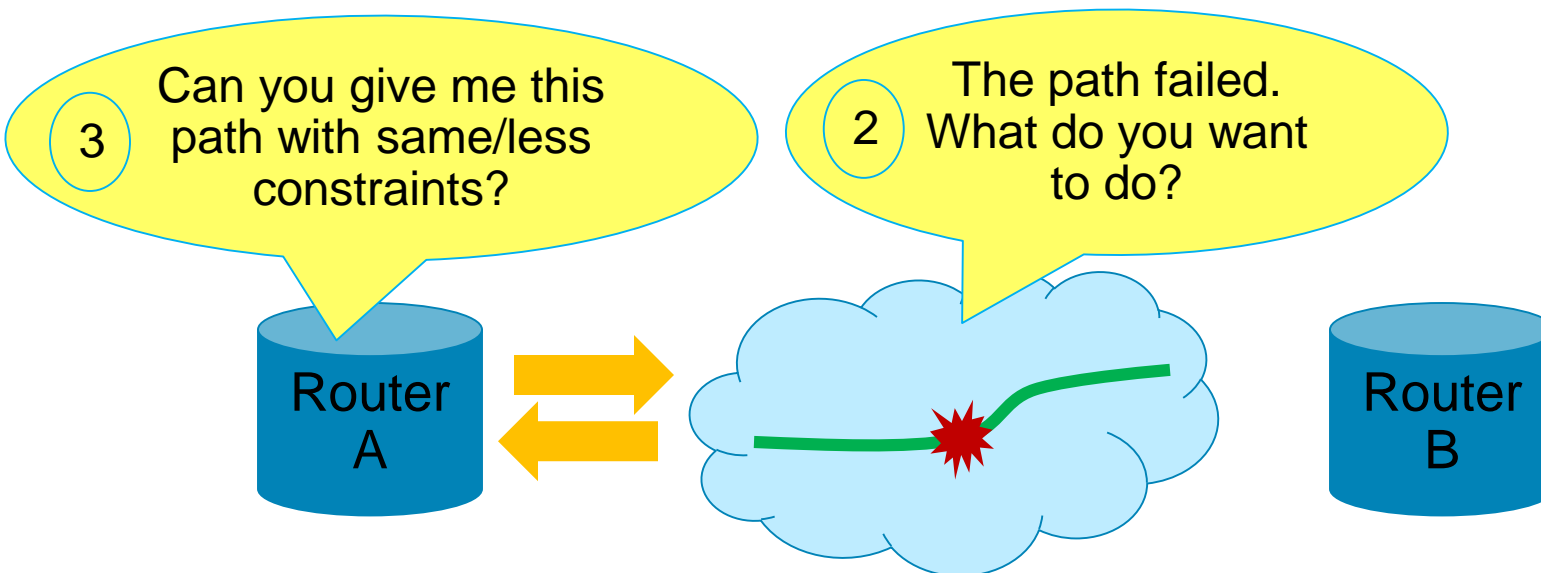 3
Can you give me this
path with same/less
constraints?
2
The path failed.
What do you want
to do?
Router
A
Router
B